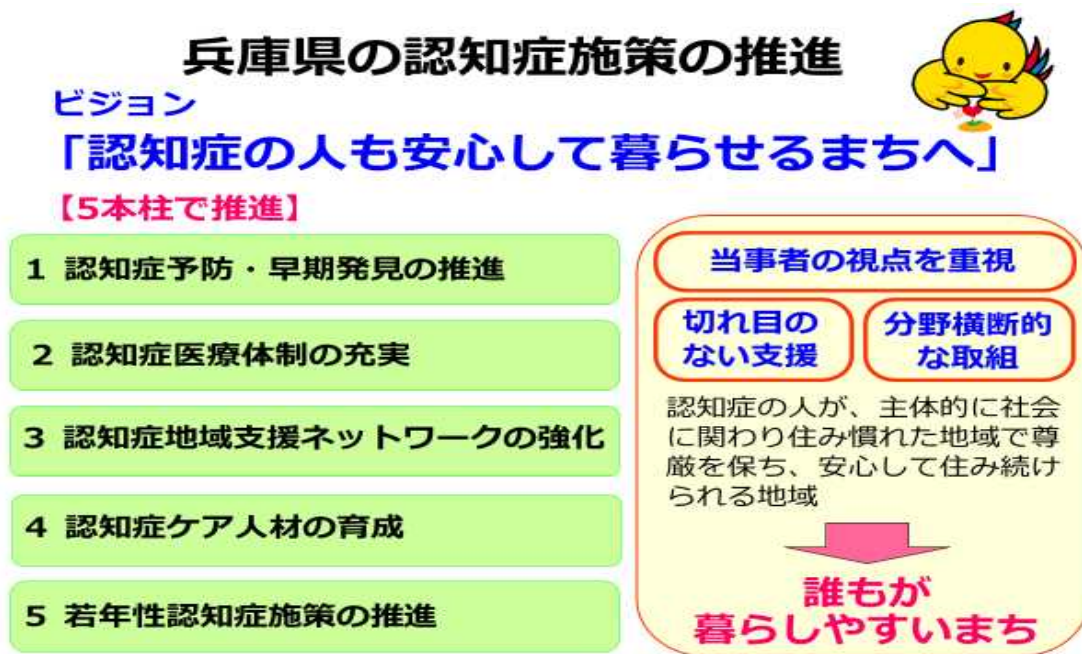 兵庫県の認知症施策の推進
ビジョン
「認知症の人も安心して暮らせるまちへ」
【5本柱で推進】
1 認知症予防・早期発見の推進
2 認知症医療体制の充実
3 認知症地域支援ネットワークの強化
4 認知症ケア人材の育成
5 若年性認知症施策の推進
当事者の視点を重視
切れ目の
ない支援
分野横断的
な取組
認知症の人が、主体的に社会
に関わり住み慣れた地域で尊
厳を保ち、安心して住み続け
られる地域
誰もが
暮らしやすいまち